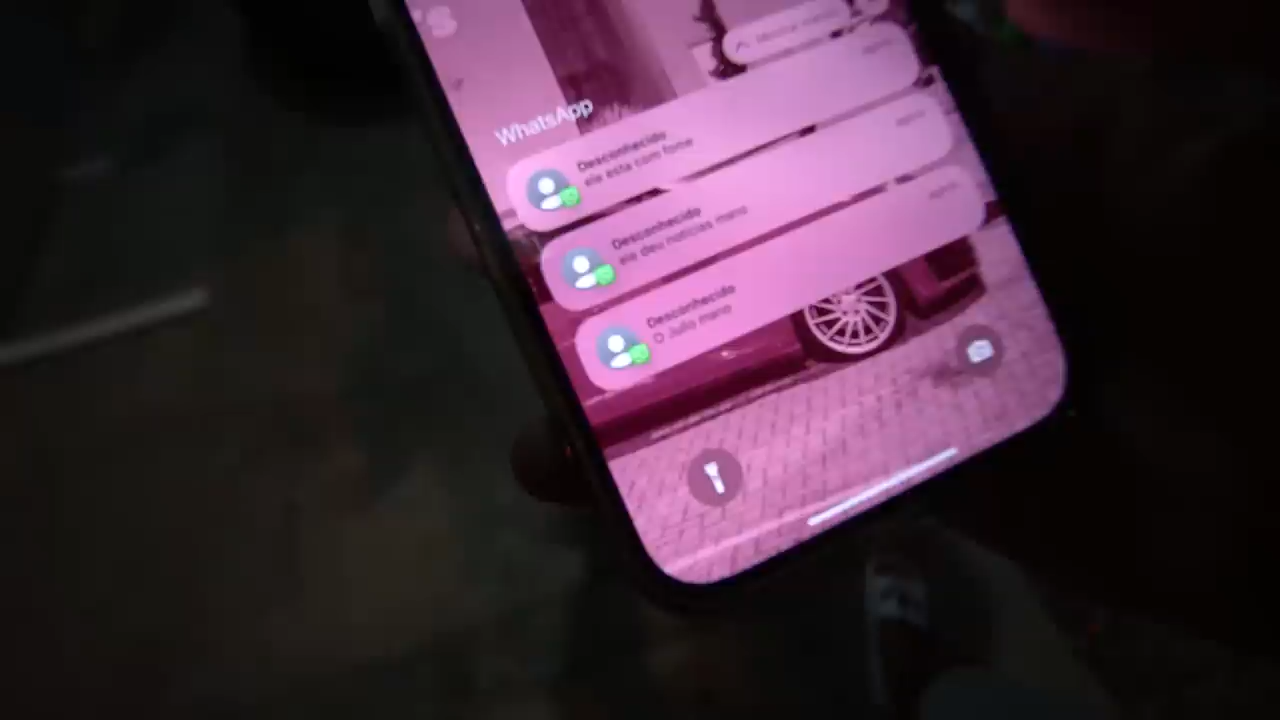 WhatsApp
Desconhecido
ele esta com fome
Desconhecido
ele deu noticias mano
Desconhecido
O Julio mano